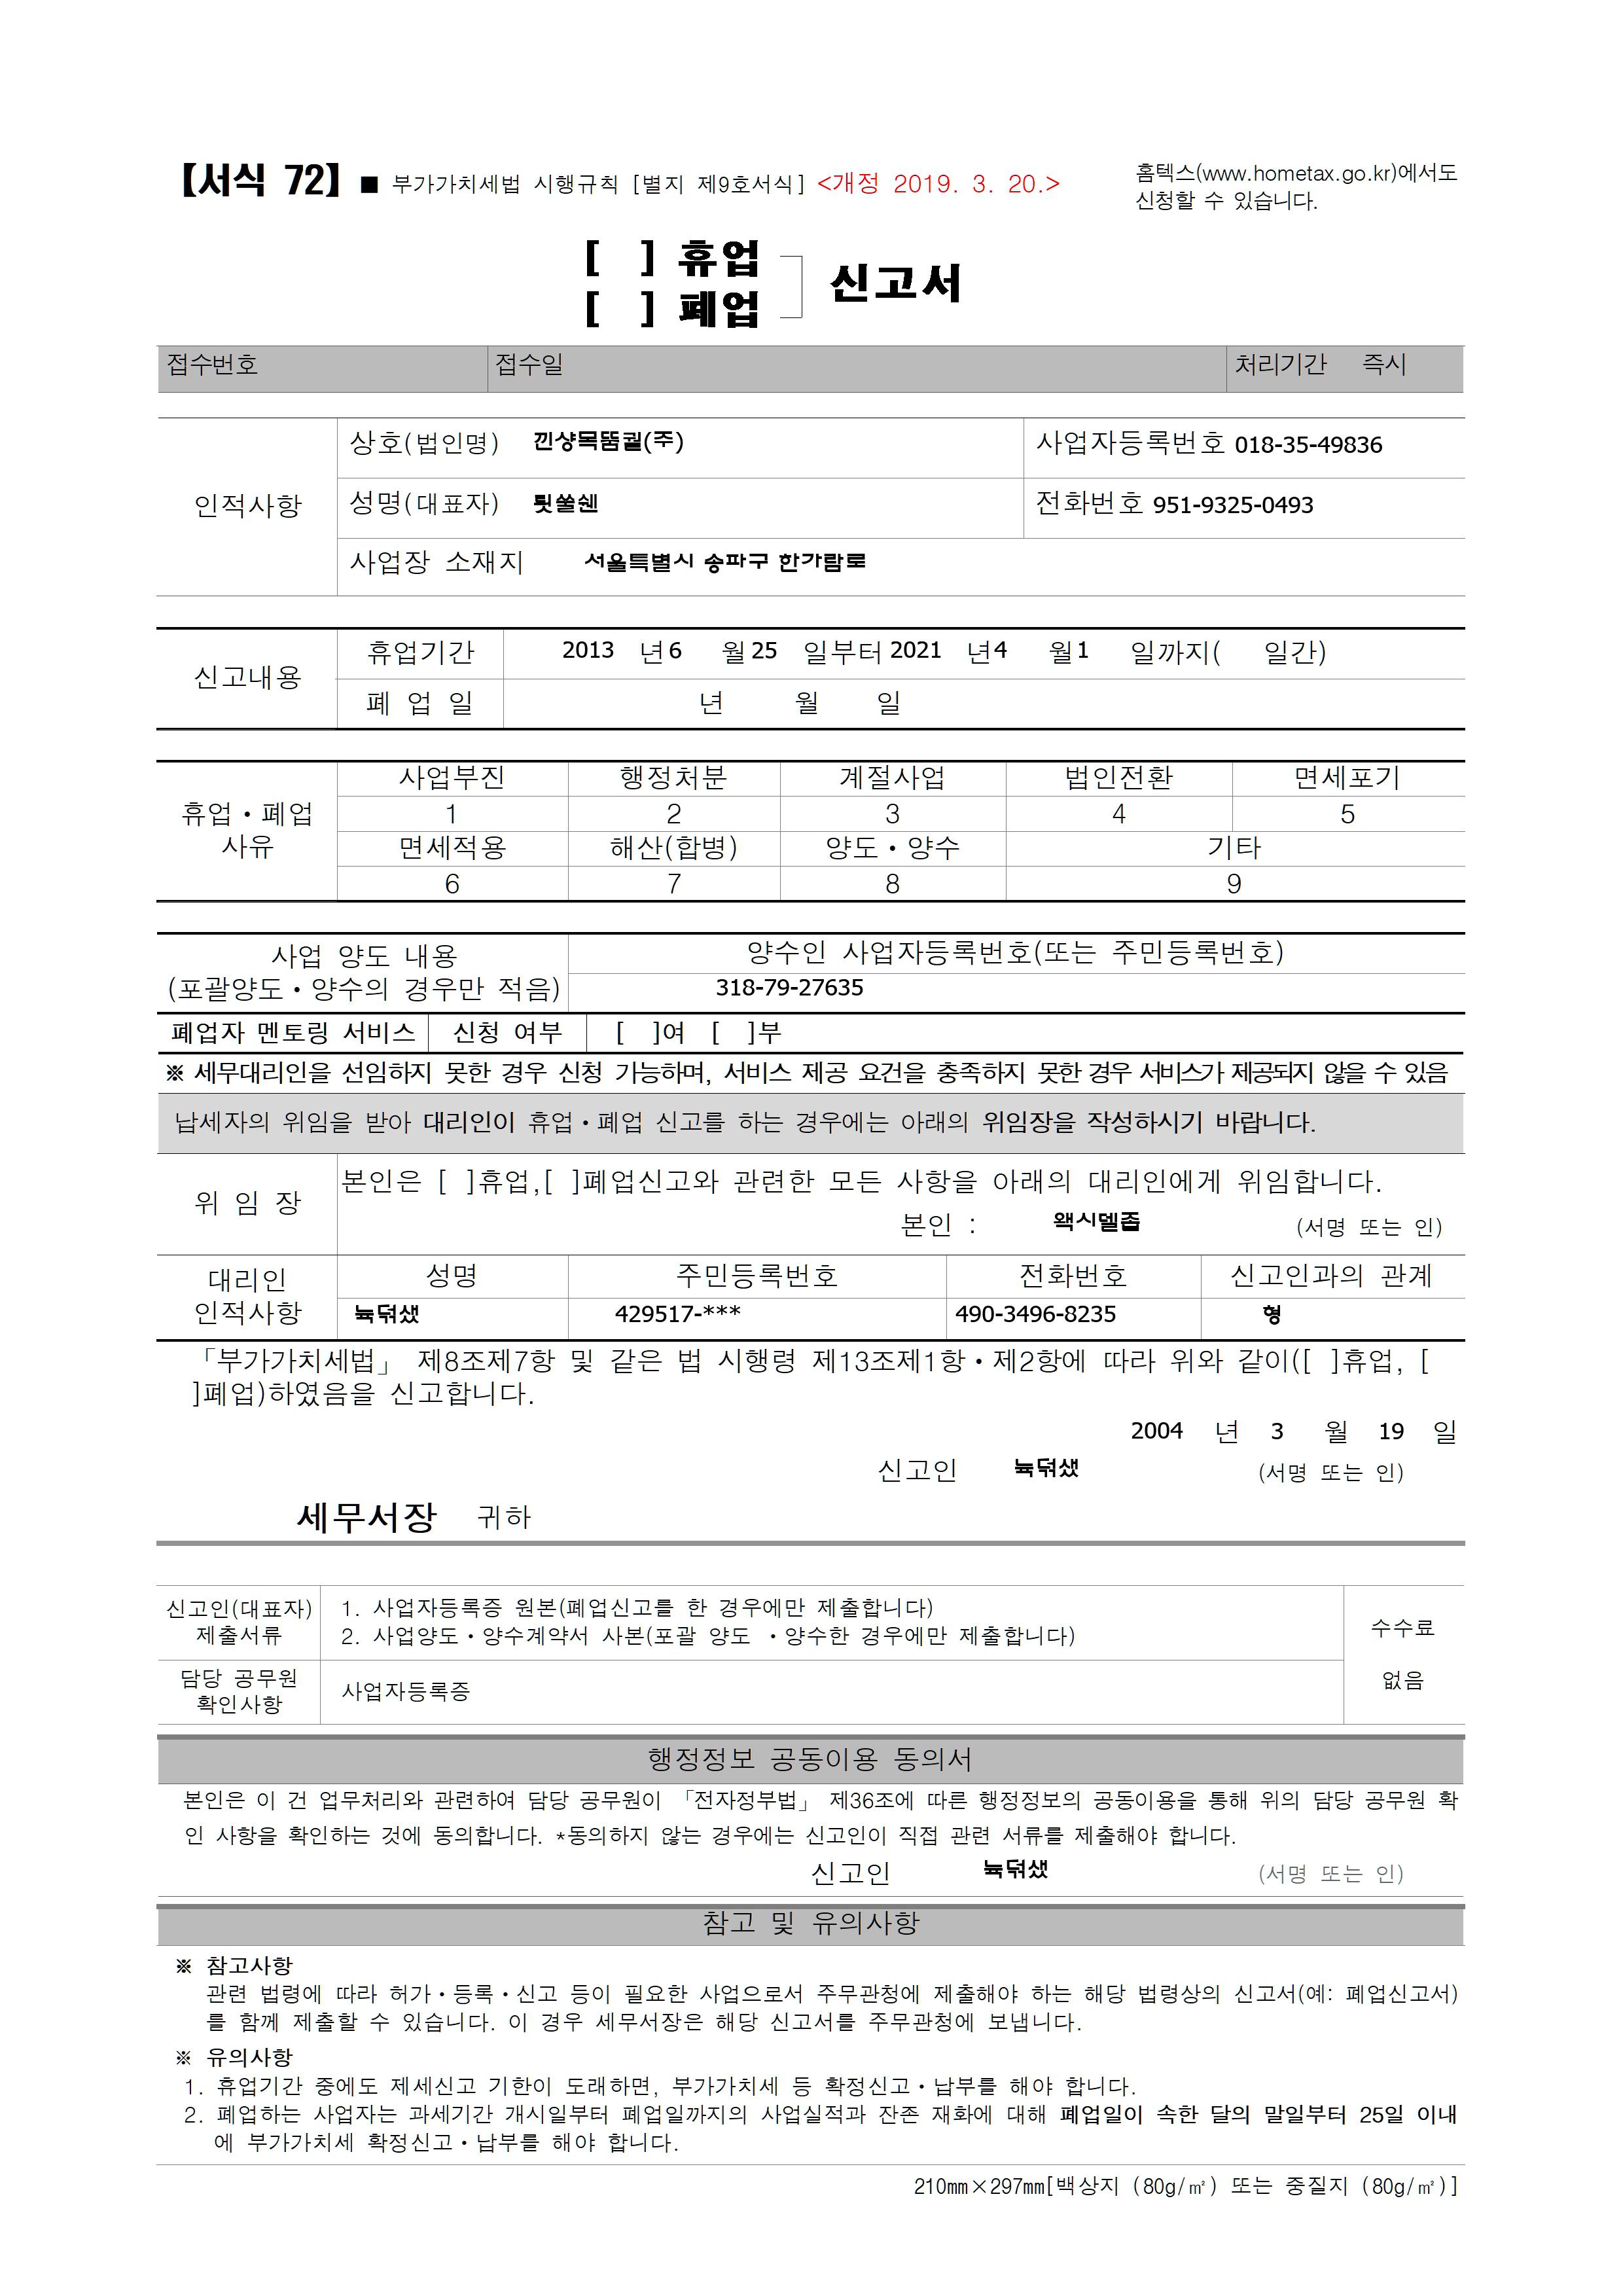 【서식 72】 ■ 부가가치세법 시행규칙 [별지 제9호서식] <개정 2019. 3. 20.>
홈텍스(www.hometax.go.kr)에서도
신청할 수 있습니다.
[ ] 휴업
[ ] 폐업
신고서
접수번호 접수일 처리기간 즉시
인적사항
상호(법인명) 낀샹목뚬궐(주) 사업자등록번호 018-35-49836
성명(대표자) 뒷쑬쉔 전화번호 951-9325-0493
사업장 소재지 서울특별시 송파구 한가람로
신고내용
휴업기간 2013 년 6 월 25 일부터 2021 년 4 월 1 일까지( 일간)
폐 업 일 년 월 일
휴업・폐업
사유
사업부진 행정처분 계절사업 법인전환 면세포기
1 2 3 4 5
면세적용 해산(합병) 양도・양수 기타
6 7 8 9
사업 양도 내용
(포괄양도・양수의 경우만 적음)
양수인 사업자등록번호(또는 주민등록번호)
318-79-27635
폐업자 멘토링 서비스 신청 여부 [ ]여 [ ]부
※ 세무대리인을 선임하지 못한 경우 신청 가능하며, 서비스 제공 요건을 충족하지 못한 경우 서비스가 제공되지 않을 수 있음
납세자의 위임을 받아 대리인이 휴업・폐업 신고를 하는 경우에는 아래의 위임장을 작성하시기 바랍니다.
위 임 장
본인은 [ ]휴업,[ ]폐업신고와 관련한 모든 사항을 아래의 대리인에게 위임합니다.
본인 : 왝시델좁 (서명 또는 인)
대리인
인적사항
성명 주민등록번호 전화번호 신고인과의 관계
뉵덖샜 429517-*** 490-3496-8235 형
「부가가치세법」 제8조제7항 및 같은 법 시행령 제13조제1항・제2항에 따라 위와 같이([ ]휴업, [
]폐업)하였음을 신고합니다.
2004 년 3 월 19 일
신고인 뉵덖샜 (서명 또는 인)
세무서장 귀하
신고인(대표자)
제출서류
1. 사업자등록증 원본(폐업신고를 한 경우에만 제출합니다)
2. 사업양도・양수계약서 사본(포괄 양도 ・양수한 경우에만 제출합니다)
수수료
없음
담당 공무원
확인사항
사업자등록증
행정정보 공동이용 동의서
본인은 이 건 업무처리와 관련하여 담당 공무원이 「전자정부법」 제36조에 따른 행정정보의 공동이용을 통해 위의 담당 공무원 확
인 사항을 확인하는 것에 동의합니다. *동의하지 않는 경우에는 신고인이 직접 관련 서류를 제출해야 합니다.
신고인 뉵덖샜 (서명 또는 인)
참고 및 유의사항
※ 참고사항
관련 법령에 따라 허가・등록・신고 등이 필요한 사업으로서 주무관청에 제출해야 하는 해당 법령상의 신고서(예: 폐업신고서)
를 함께 제출할 수 있습니다. 이 경우 세무서장은 해당 신고서를 주무관청에 보냅니다.
※ 유의사항
1. 휴업기간 중에도 제세신고 기한이 도래하면, 부가가치세 등 확정신고・납부를 해야 합니다.
2. 폐업하는 사업자는 과세기간 개시일부터 폐업일까지의 사업실적과 잔존 재화에 대해 폐업일이 속한 달의 말일부터 25일 이내
에 부가가치세 확정신고・납부를 해야 합니다.
210㎜×297㎜[백상지 (80g/㎡) 또는 중질지 (80g/㎡)]